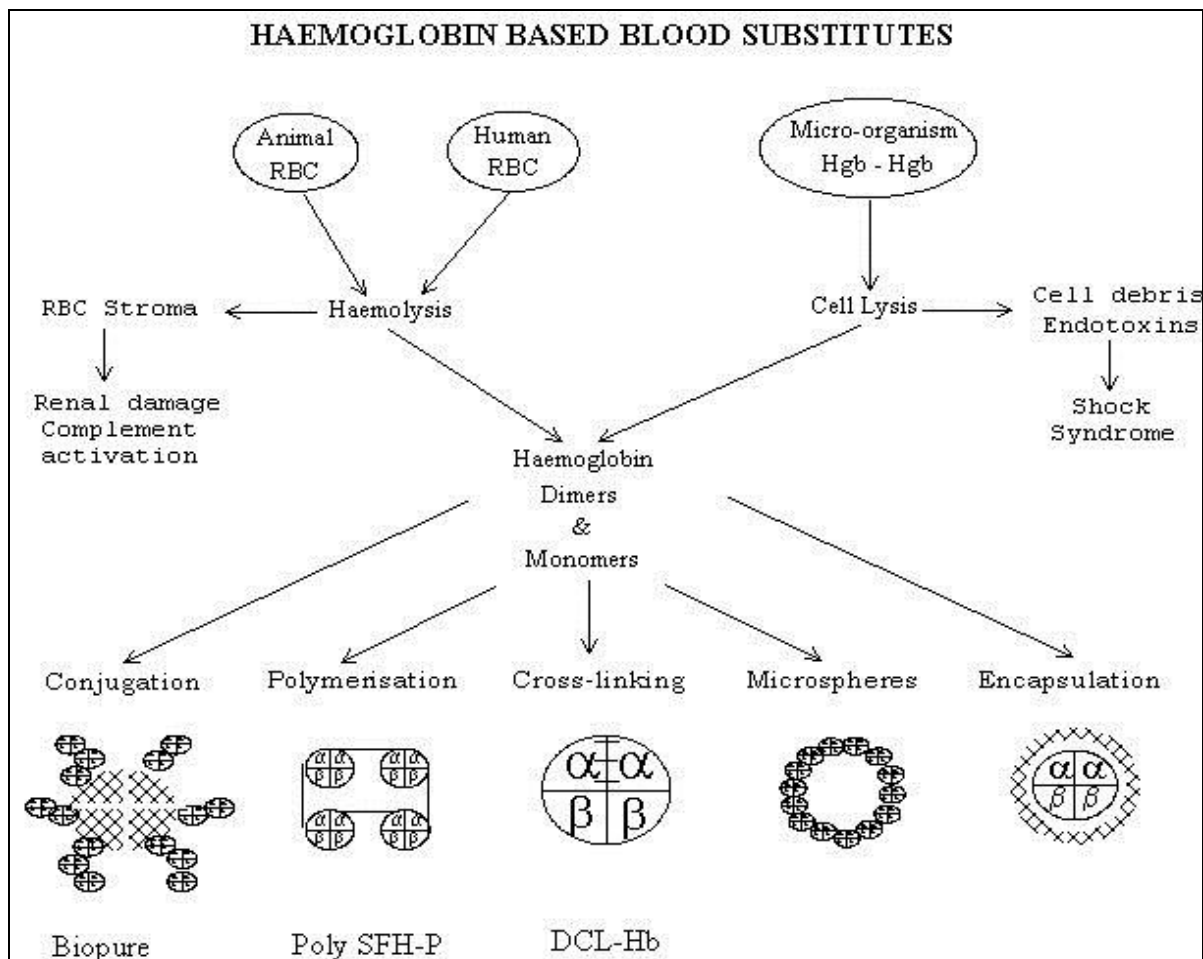 HAEMOGLOBIN BASED BLOOD SUBSTITUTES
Animal
RBC
Human
RBC
Micro-organism
Hgb - Hgb
RBC Stroma
Haemolysis
Cell Lysis
Cell debris
Endotoxins
Renal damage
Complement
activation
Shock
Syndrome
Haemoglobin
Dimers
&
Monomers
Conjugation
Polymerisation
Cross-linking
Microspheres
Encapsulation
α α
β β
α α
β β
α α
β β
α α
β β
α α
β β
α α
β β
Biopure
Poly SFH-P
DCL-Hb